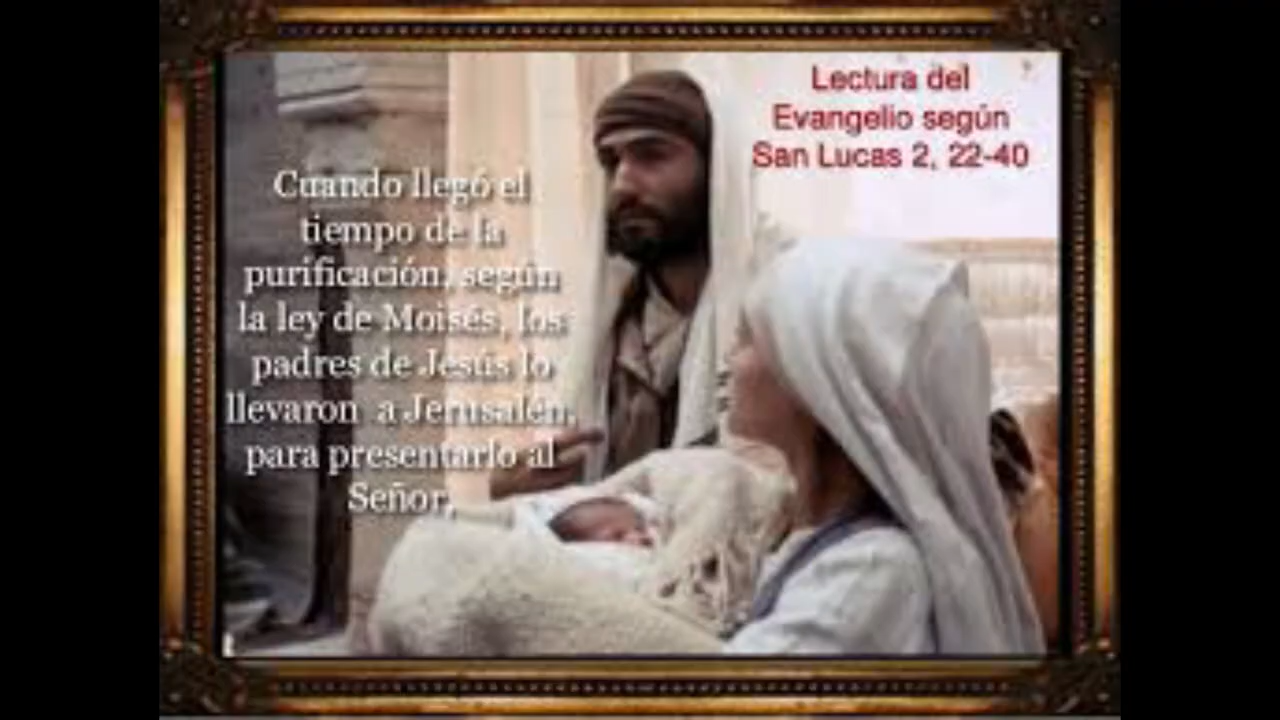 Lectura del
Evangelio según
San Lucas 2, 22-40
Cuando llegó el
tiempo de la
purificación, según
la ley de Moisés, los
padres de Jesús lo
llevaron a Jerusalén,
para presentarlo al
Señor,